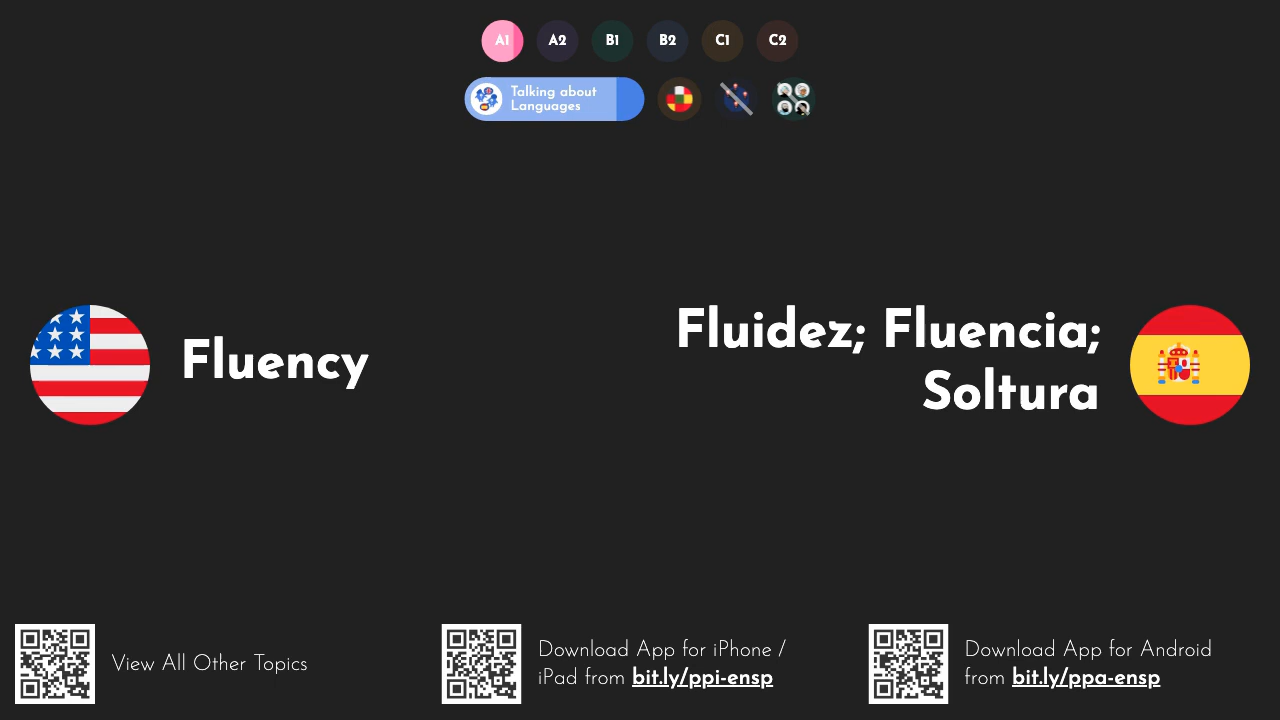 A1 A2 B1 B2 C1 C2
Talking about
Languages
Fluency
Fluidez; Fluencia;
Soltura
View All Other Topics
Download App for iPhone /
iPad from bit.ly/ppi-ensp
Download App for Android
from bit.ly/ppa-ensp